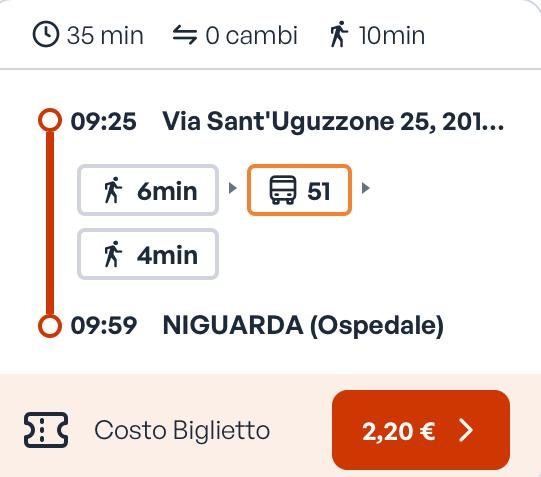 35 min 0 cambi 10min
09:25 Via Sant'Uguzzone 25, 201...
6min 51
4min
09:59 NIGUARDA (Ospedale)
Costo Biglietto 2,20 €